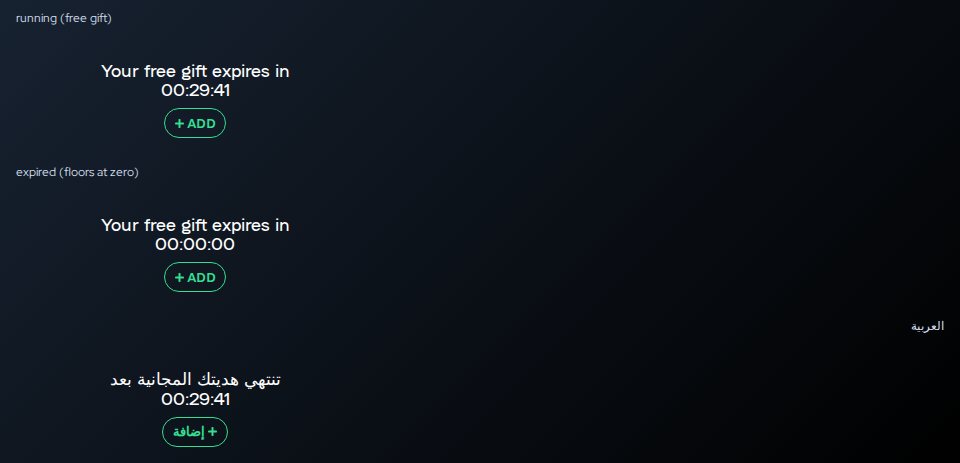 running (free gift)
Your free gift expires in
00:29:41
+ ADD
expired (floors at zero)
Your free gift expires in
00:00:00
+ ADD
العربية
تنتهي هديتك المجانية بعد
00:29:41
+ إضافة